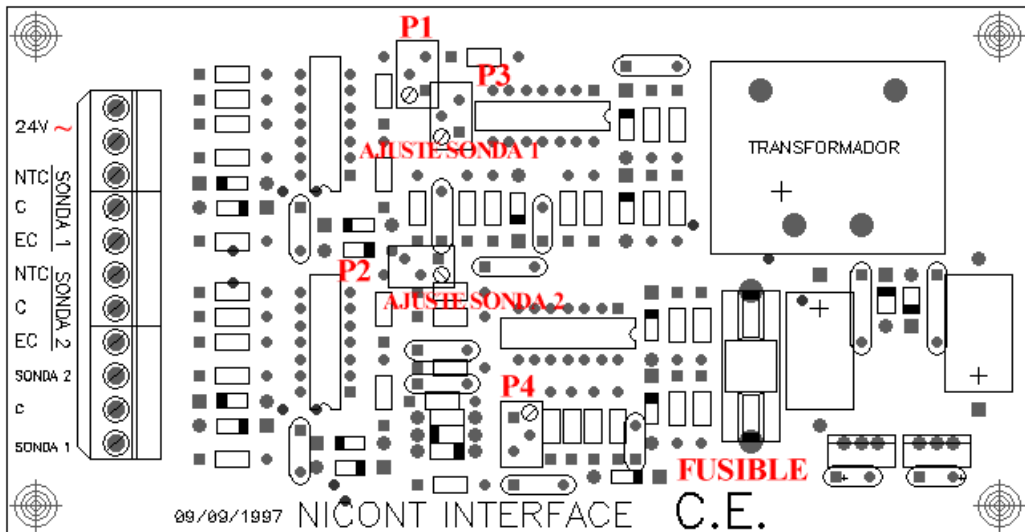 P1
P3
24V ~
AJUSTE SONDA 1
TRANSFORMADOR
NTC
C
EC
SONDA 1
P2
AJUSTE SONDA 2
NTC
C
EC
SONDA 2
SONDA 2
C
SONDA 1
P4
FUSIBLE
09/09/1997 NICONT INTERFACE C.E.